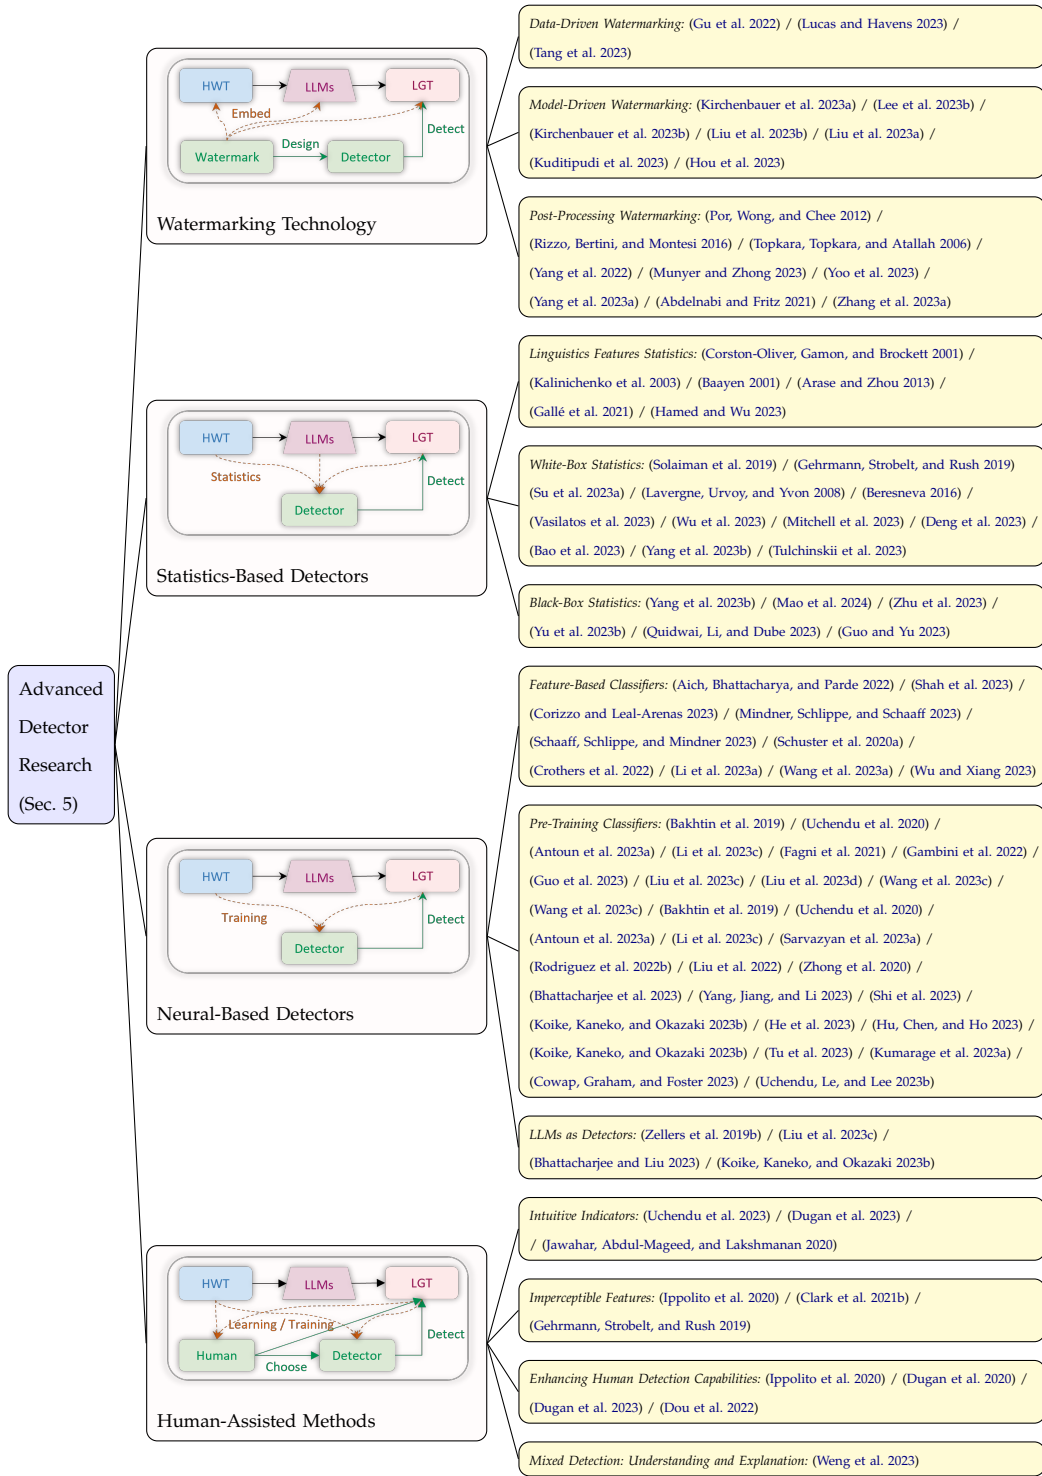 Advanced
Detector
Research
(Sec. 5)
HWT
LLMs
LGT
Embed
Detect
Design
Watermark
Detector
Watermarking Technology
Data-Driven Watermarking: (Gu et al. 2022) / (Lucas and Havens 2023) /
(Tang et al. 2023)
Model-Driven Watermarking: (Kirchenbauer et al. 2023a) / (Lee et al. 2023b) /
(Kirchenbauer et al. 2023b) / (Liu et al. 2023b) / (Liu et al. 2023a) /
(Kuditipudi et al. 2023) / (Hou et al. 2023)
Post-Processing Watermarking: (Por, Wong, and Chee 2012) /
(Rizzo, Bertini, and Montesi 2016) / (Topkara, Topkara, and Atallah 2006) /
(Yang et al. 2022) / (Munyer and Zhong 2023) / (Yoo et al. 2023) /
(Yang et al. 2023a) / (Abdelnabi and Fritz 2021) / (Zhang et al. 2023a)
HWT
LLMs
LGT
Statistics
Detect
Detector
Statistics-Based Detectors
Linguistics Features Statistics: (Corston-Oliver, Gamon, and Brockett 2001) /
(Kalinichenko et al. 2003) / (Baayen 2001) / (Arase and Zhou 2013) /
(Gallé et al. 2021) / (Hamed and Wu 2023)
White-Box Statistics: (Solaiman et al. 2019) / (Gehrmann, Strobelt, and Rush 2019)
(Su et al. 2023a) / (Lavergne, Urvoy, and Yvon 2008) / (Beresneva 2016) /
(Vasilatos et al. 2023) / (Wu et al. 2023) / (Mitchell et al. 2023) / (Deng et al. 2023) /
(Bao et al. 2023) / (Yang et al. 2023b) / (Tulchinskii et al. 2023)
Black-Box Statistics: (Yang et al. 2023b) / (Mao et al. 2024) / (Zhu et al. 2023) /
(Yu et al. 2023b) / (Quidwai, Li, and Dube 2023) / (Guo and Yu 2023)
HWT
LLMs
LGT
Training
Detect
Detector
Neural-Based Detectors
Feature-Based Classifiers: (Aich, Bhattacharya, and Parde 2022) / (Shah et al. 2023) /
(Corizzo and Leal-Arenas 2023) / (Mindner, Schlippe, and Schaaff 2023) /
(Schaaff, Schlippe, and Mindner 2023) / (Schuster et al. 2020a) /
(Crothers et al. 2022) / (Li et al. 2023a) / (Wang et al. 2023a) / (Wu and Xiang 2023)
Pre-Training Classifiers: (Bakhtin et al. 2019) / (Uchendu et al. 2020) /
(Antoun et al. 2023a) / (Li et al. 2023c) / (Fagni et al. 2021) / (Gambini et al. 2022) /
(Guo et al. 2023) / (Liu et al. 2023c) / (Liu et al. 2023d) / (Wang et al. 2023c) /
(Wang et al. 2023c) / (Bakhtin et al. 2019) / (Uchendu et al. 2020) /
(Antoun et al. 2023a) / (Li et al. 2023c) / (Sarvazyan et al. 2023a) /
(Rodriguez et al. 2022b) / (Liu et al. 2022) / (Zhong et al. 2020) /
(Bhattacharjee et al. 2023) / (Yang, Jiang, and Li 2023) / (Shi et al. 2023) /
(Koike, Kaneko, and Okazaki 2023b) / (He et al. 2023) / (Hu, Chen, and Ho 2023) /
(Koike, Kaneko, and Okazaki 2023b) / (Tu et al. 2023) / (Kumarage et al. 2023a) /
(Cowap, Graham, and Foster 2023) / (Uchendu, Le, and Lee 2023b)
LLMs as Detectors: (Zellers et al. 2019b) / (Liu et al. 2023c) /
(Bhattacharjee and Liu 2023) / (Koike, Kaneko, and Okazaki 2023b)
HWT
LLMs
LGT
Learning / Training
Detect
Human
Choose
Detector
Human-Assisted Methods
Intuitive Indicators: (Uchendu et al. 2023) / (Dugan et al. 2023) /
/ (Jawahar, Abdul-Mageed, and Lakshmanan 2020)
Imperceptible Features: (Ippolito et al. 2020) / (Clark et al. 2021b) /
(Gehrmann, Strobelt, and Rush 2019)
Enhancing Human Detection Capabilities: (Ippolito et al. 2020) / (Dugan et al. 2020) /
(Dugan et al. 2023) / (Dou et al. 2022)
Mixed Detection: Understanding and Explanation: (Weng et al. 2023)